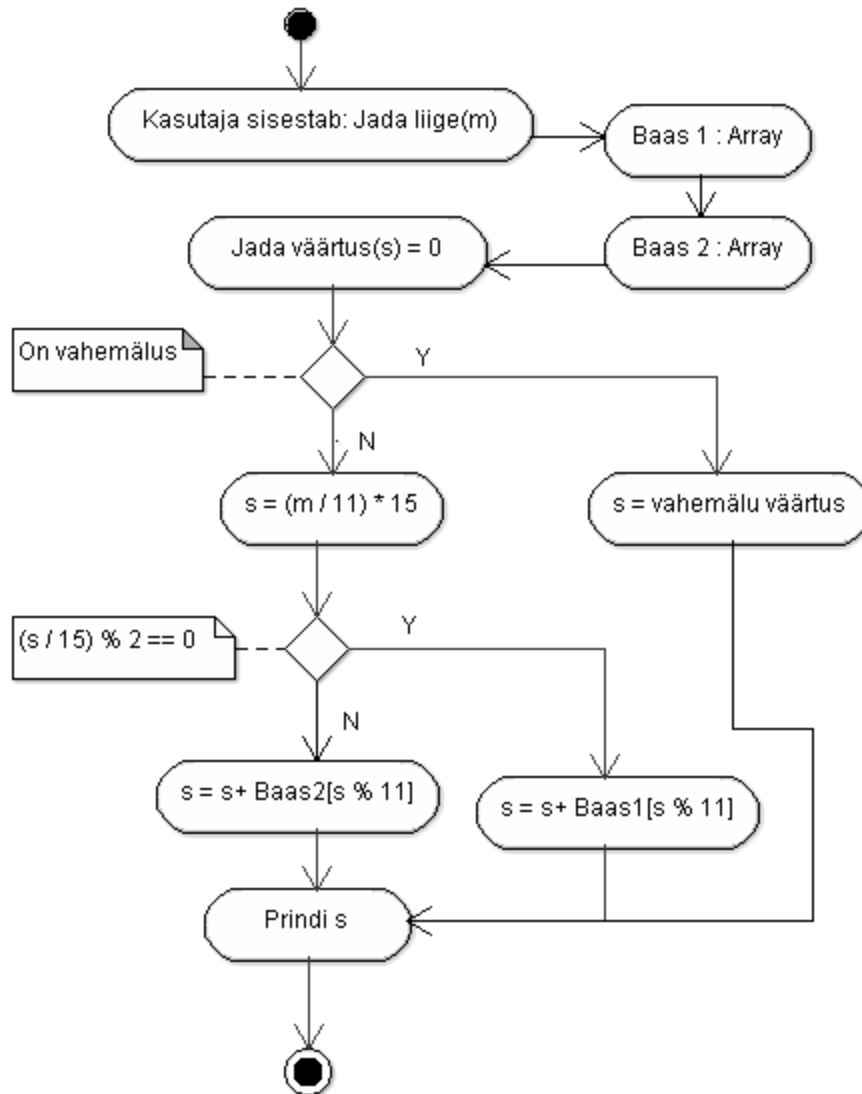 Kasutaja sisestab: Jada liige(m)
Baas 1 : Array
Jada väärtus(s) = 0
Baas 2 : Array
On vahemälus
Y
N
s = (m / 11) * 15
s = vahemälu väärtus
(s / 15) % 2 == 0
Y
N
s = s+ Baas2[s % 11]
s = s+ Baas1[s % 11]
Prindi s